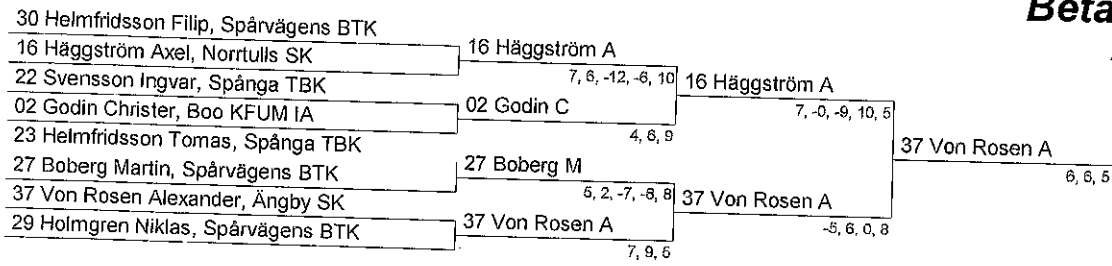 Beta
30 Helmfridsson Filip, Spårvägens BTK
16 Häggström Axel, Norrtulls SK
22 Svensson Ingvar, Spånga TBK
02 Godin Christer, Boo KFUM IA
23 Helmfridsson Tomas, Spånga TBK
27 Boberg Martin, Spårvägens BTK
37 Von Rosen Alexander, Ängby SK
29 Holmgren Niklas, Spårvägens BTK
16 Häggström A
7, 6, -12, -6, 10
02 Godin C
4, 6, 9
27 Boberg M
5, 2, -7, -8, 8
37 Von Rosen A
7, 9, 5
16 Häggström A
7, -0, -9, 10, 5
37 Von Rosen A
-5, 6, 0, 8
37 Von Rosen A
6, 6, 5